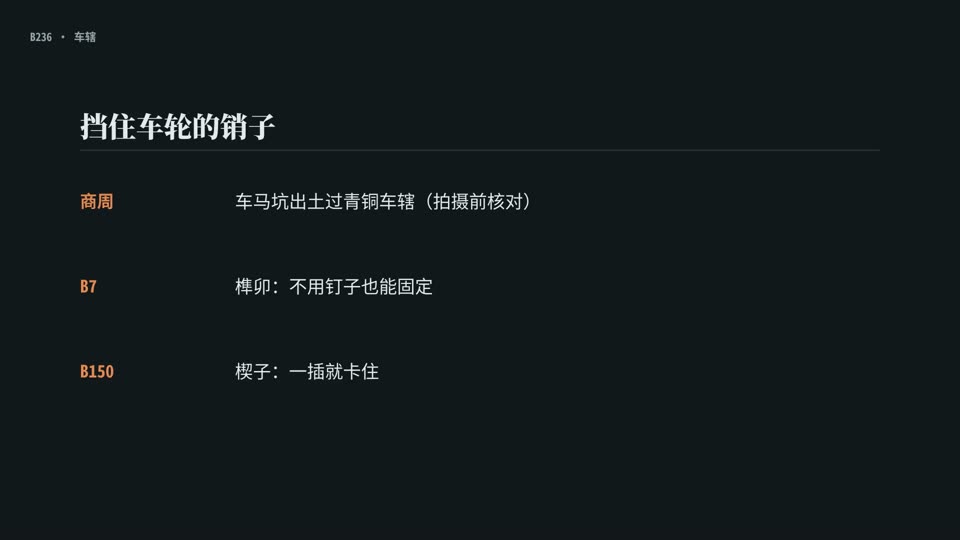 B236 · 车辖
挡住车轮的销子
商周 车马坑出土过青铜车辖（拍摄前核对）
B7 榫卯：不用钉子也能固定
B150 楔子：一插就卡住